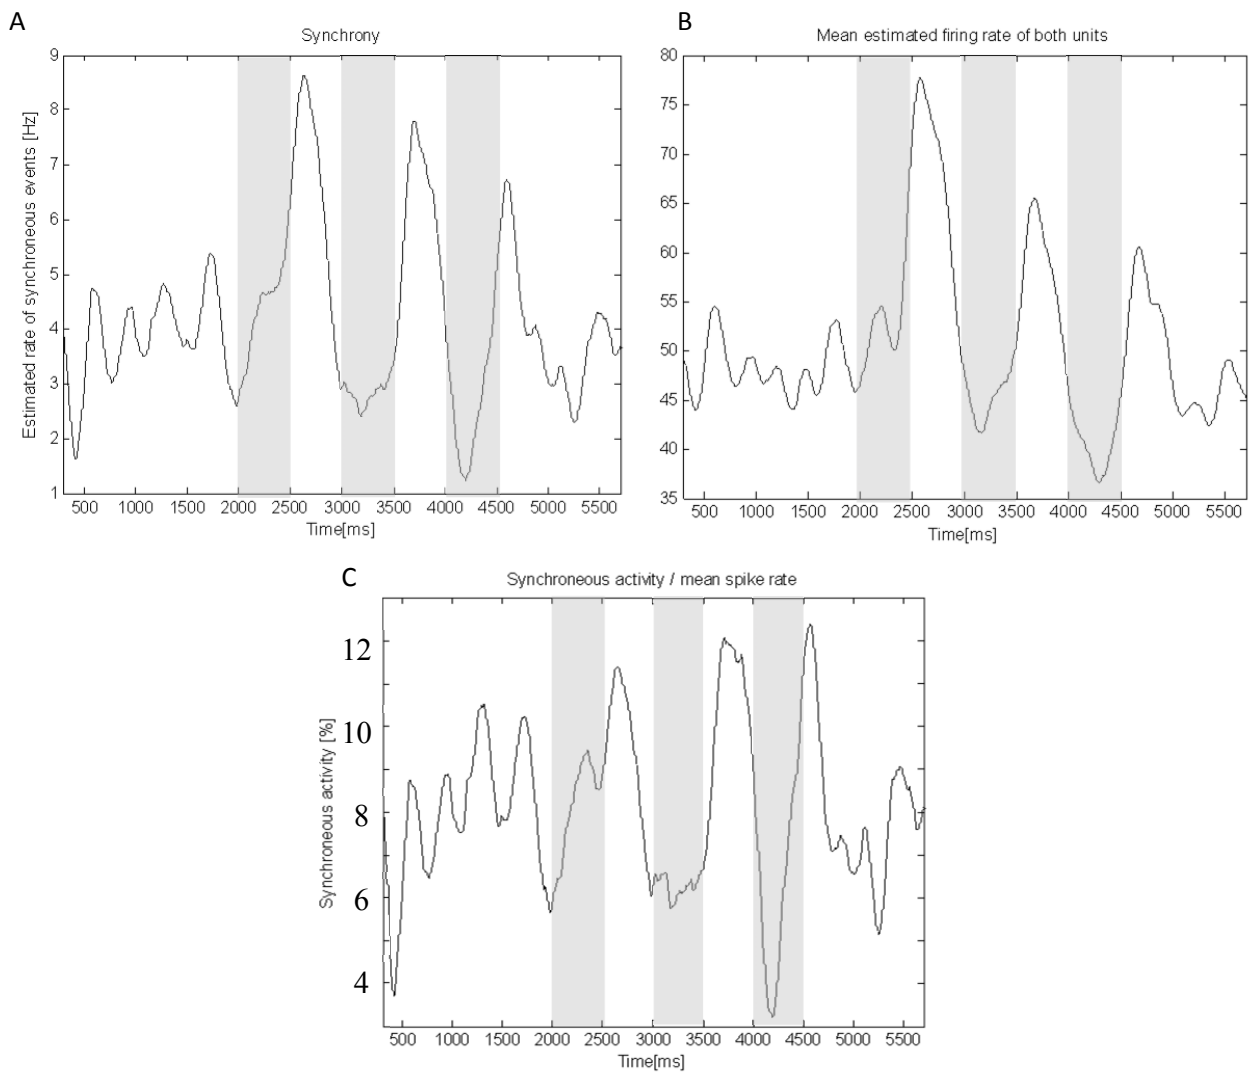 A
Synchrony
Estimated rate of synchroneous events [Hz]
9
8
7
6
5
4
3
2
1
500 1000 1500 2000 2500 3000 3500 4000 4500 5000 5500
Time[ms]
B
Mean estimated firing rate of both units
80
75
70
65
60
55
50
45
40
35
500 1000 1500 2000 2500 3000 3500 4000 4500 5000 5500
Time[ms]
C
Synchroneous activity / mean spike rate
Synchroneous activity [%]
12
10
8
6
4
500 1000 1500 2000 2500 3000 3500 4000 4500 5000 5500
Time[ms]